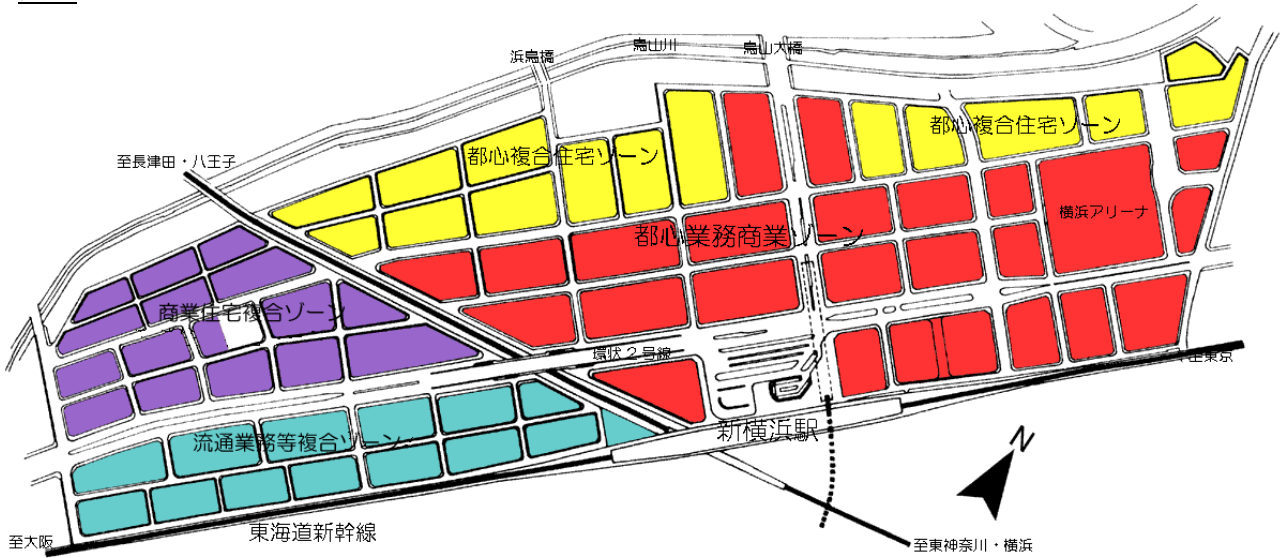 鳥山川
鳥山大橋
浜鳥橋
都心複合住宅ゾーン
都心複合住宅ゾーン
至長津田・八王子
横浜アリーナ
都心業務商業ゾーン
商業住宅複合ゾーン
環状2号線
至東京
新横浜駅
流通業務等複合ゾーン
N
東海道新幹線
至大阪
至東神奈川・横浜